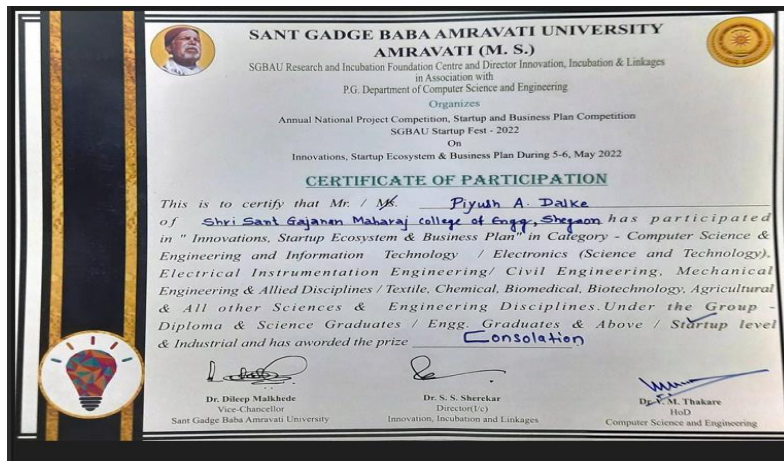 SANT GADGE BABA AMRAVATI UNIVERSITY
AMRAVATI (M. S.)
SGBAU Research and Incubation Foundation Centre and Director Innovation, Incubation & Linkages
in Association with
P.G. Department of Computer Science and Engineering
Organizes
Annual National Project Competition, Startup and Business Plan Competition
SGBAU Startup Fest - 2022
On
Innovations, Startup Ecosystem & Business Plan During 5-6, May 2022
CERTIFICATE OF PARTICIPATION
This is to certify that Mr. / Ms. Piyush A. Dalke
of Shri Sant Gajanan Maharaj college of Engg, Shegaon has participated
in " Innovations, Startup Ecosystem & Business Plan" in Category - Computer Science &
Engineering and Information Technology / Electronics (Science and Technology),
Electrical Instrumentation Engineering/ Civil Engineering, Mechanical
Engineering & Allied Disciplines / Textile, Chemical, Biomedical, Biotechnology, Agricultural
& All other Sciences & Engineering Disciplines.Under the Group -
Diploma & Science Graduates / Engg. Graduates & Above / Startup level
& Industrial and has awarded the prize Consolation
Dr. Dileep Malkhede
Vice-Chancellor
Sant Gadge Baba Amravati University
Dr. S. S. Sherekar
Director(I/c)
Innovation, Incubation and Linkages
Dr. V. M. Thakare
HoD
Computer Science and Engineering